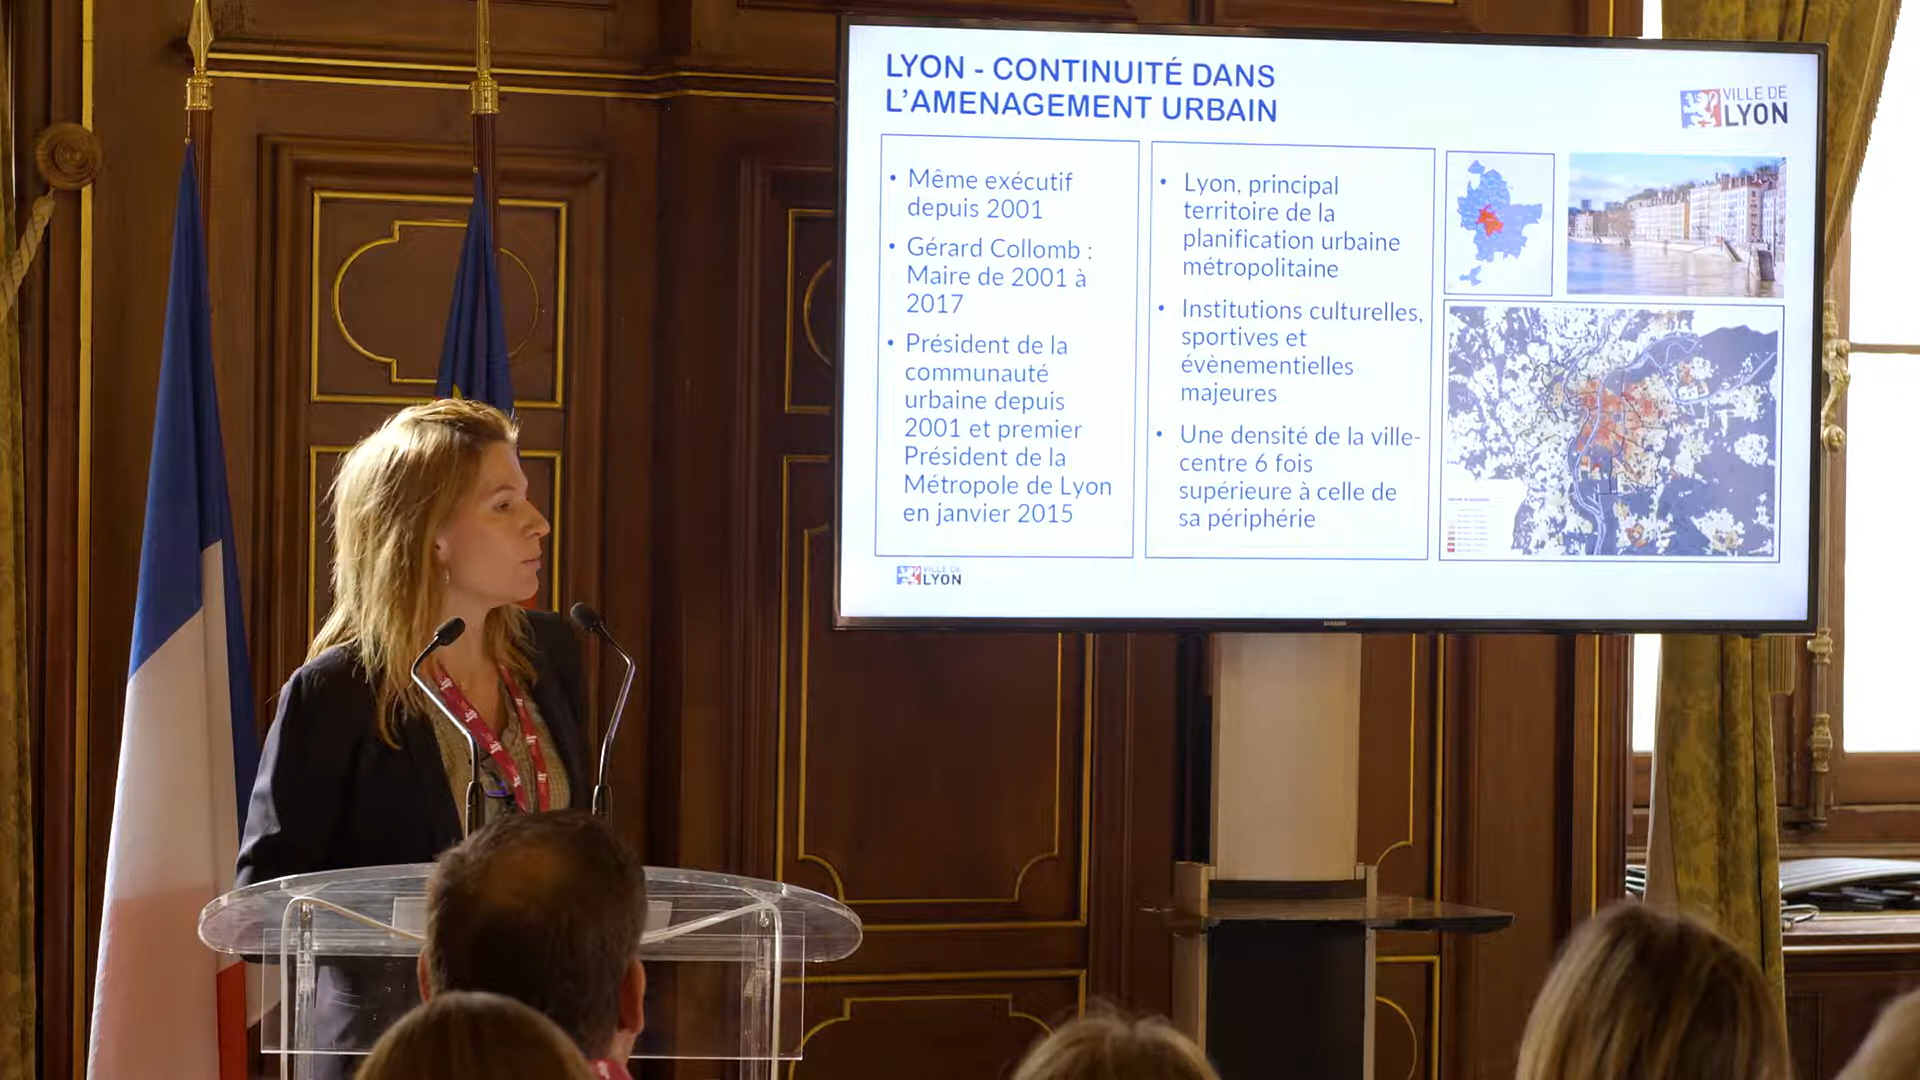 LYON - CONTINUITÉ DANS
L'AMENAGEMENT URBAIN
VILLE DE
LYON
• Même exécutif
depuis 2001
• Gérard Collomb :
Maire de 2001 à
2017
• Président de la
communauté
urbaine depuis
2001 et premier
Président de la
Métropole de Lyon
en janvier 2015
• Lyon, principal
territoire de la
planification urbaine
métropolitaine
• Institutions culturelles,
sportives et
évènementielles
majeures
• Une densité de la ville-
centre 6 fois
supérieure à celle de
sa périphérie
VILLE DE
LYON
SAMSUNG